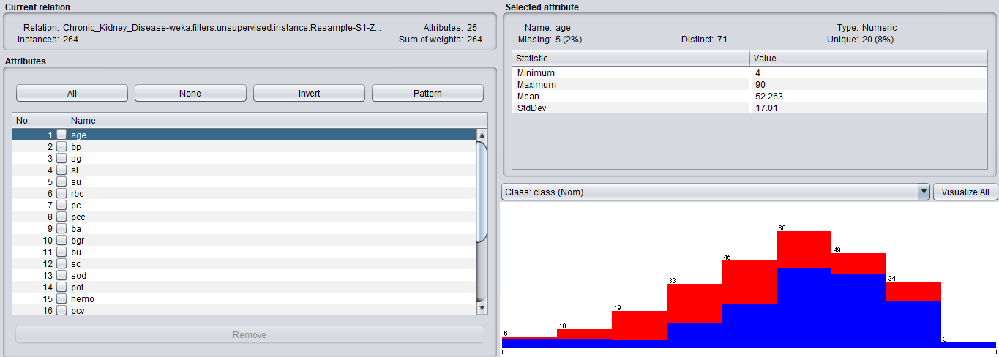 Current relation
Relation: Chronic_Kidney_Disease-weka.filters.unsupervised.instance.Resample-S1-Z... Attributes: 25
Instances: 264 Sum of weights: 264
Attributes
All None Invert Pattern
No. Name
1 age
2 bp
3 sg
4 al
5 su
6 rbc
7 pc
8 pcc
9 ba
10 bgr
11 bu
12 sc
13 sod
14 pot
15 hemo
16 pcv
Remove
Selected attribute
Name: age Type: Numeric
Missing: 5 (2%) Distinct: 71 Unique: 20 (8%)
Statistic Value
Minimum 4
Maximum 90
Mean 52.263
StdDev 17.01
Class: class (Nom) Visualize All
60
49
45
34
33
19
10
6
3